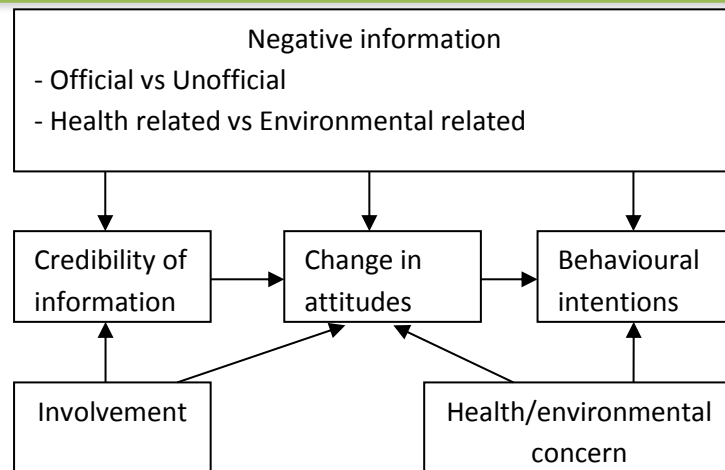 Negative information
- Official vs Unofficial
- Health related vs Environmental related
Credibility of
information
Change in
attitudes
Behavioural
intentions
Involvement
Health/environmental
concern